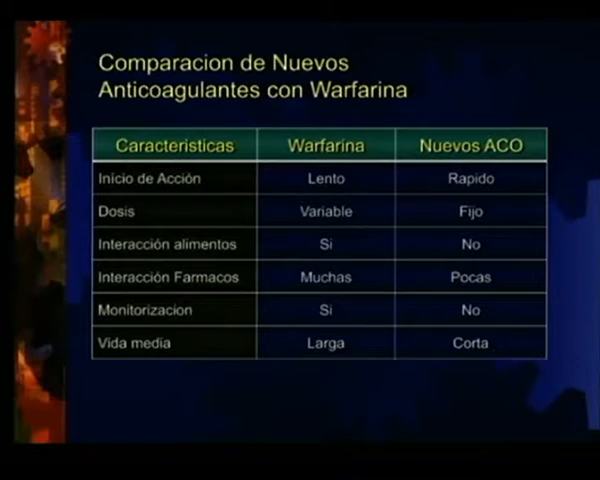 Comparacion de Nuevos
Anticoagulantes con Warfarina
Caracteristicas Warfarina Nuevos ACO
Inicio de Acción Lento Rapido
Dosis Variable Fijo
Interacción alimentos Si No
Interacción Farmacos Muchas Pocas
Monitorizacion Si No
Vida media Larga Corta